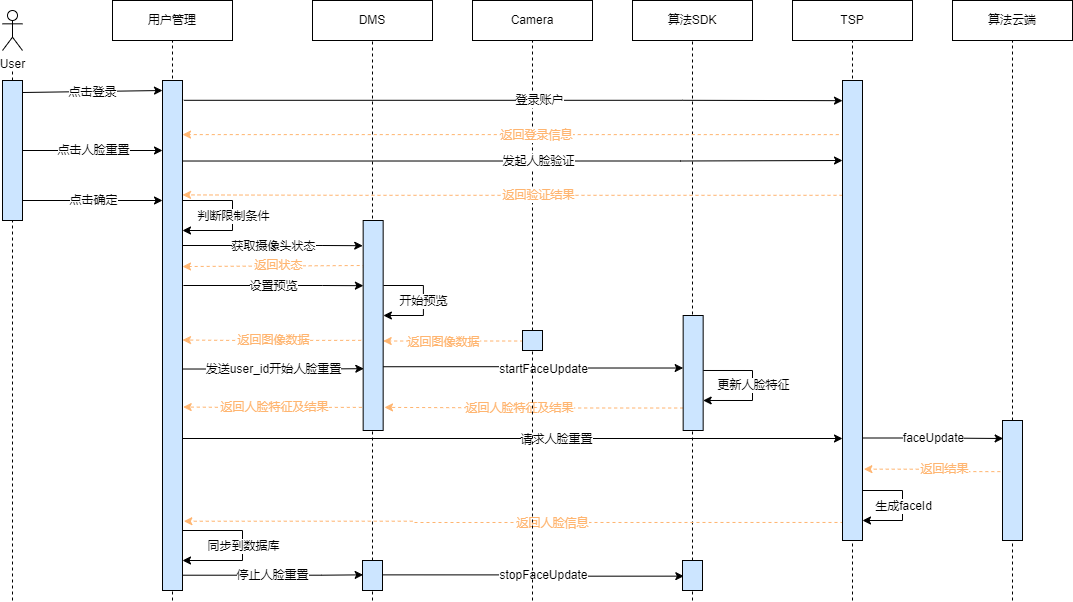 用户管理
DMS
Camera
算法SDK
TSP
算法云端
User
点击登录
登录账户
返回登录信息
点击人脸重置
发起人脸验证
返回验证结果
点击确定
判断限制条件
获取摄像头状态
返回状态
设置预览
开始预览
返回图像数据
返回图像数据
发送user_id开始人脸重置
startFaceUpdate
更新人脸特征
返回人脸特征及结果
返回人脸特征及结果
请求人脸重置
faceUpdate
返回结果
生成faceId
返回人脸信息
同步到数据库
停止人脸重置
stopFaceUpdate